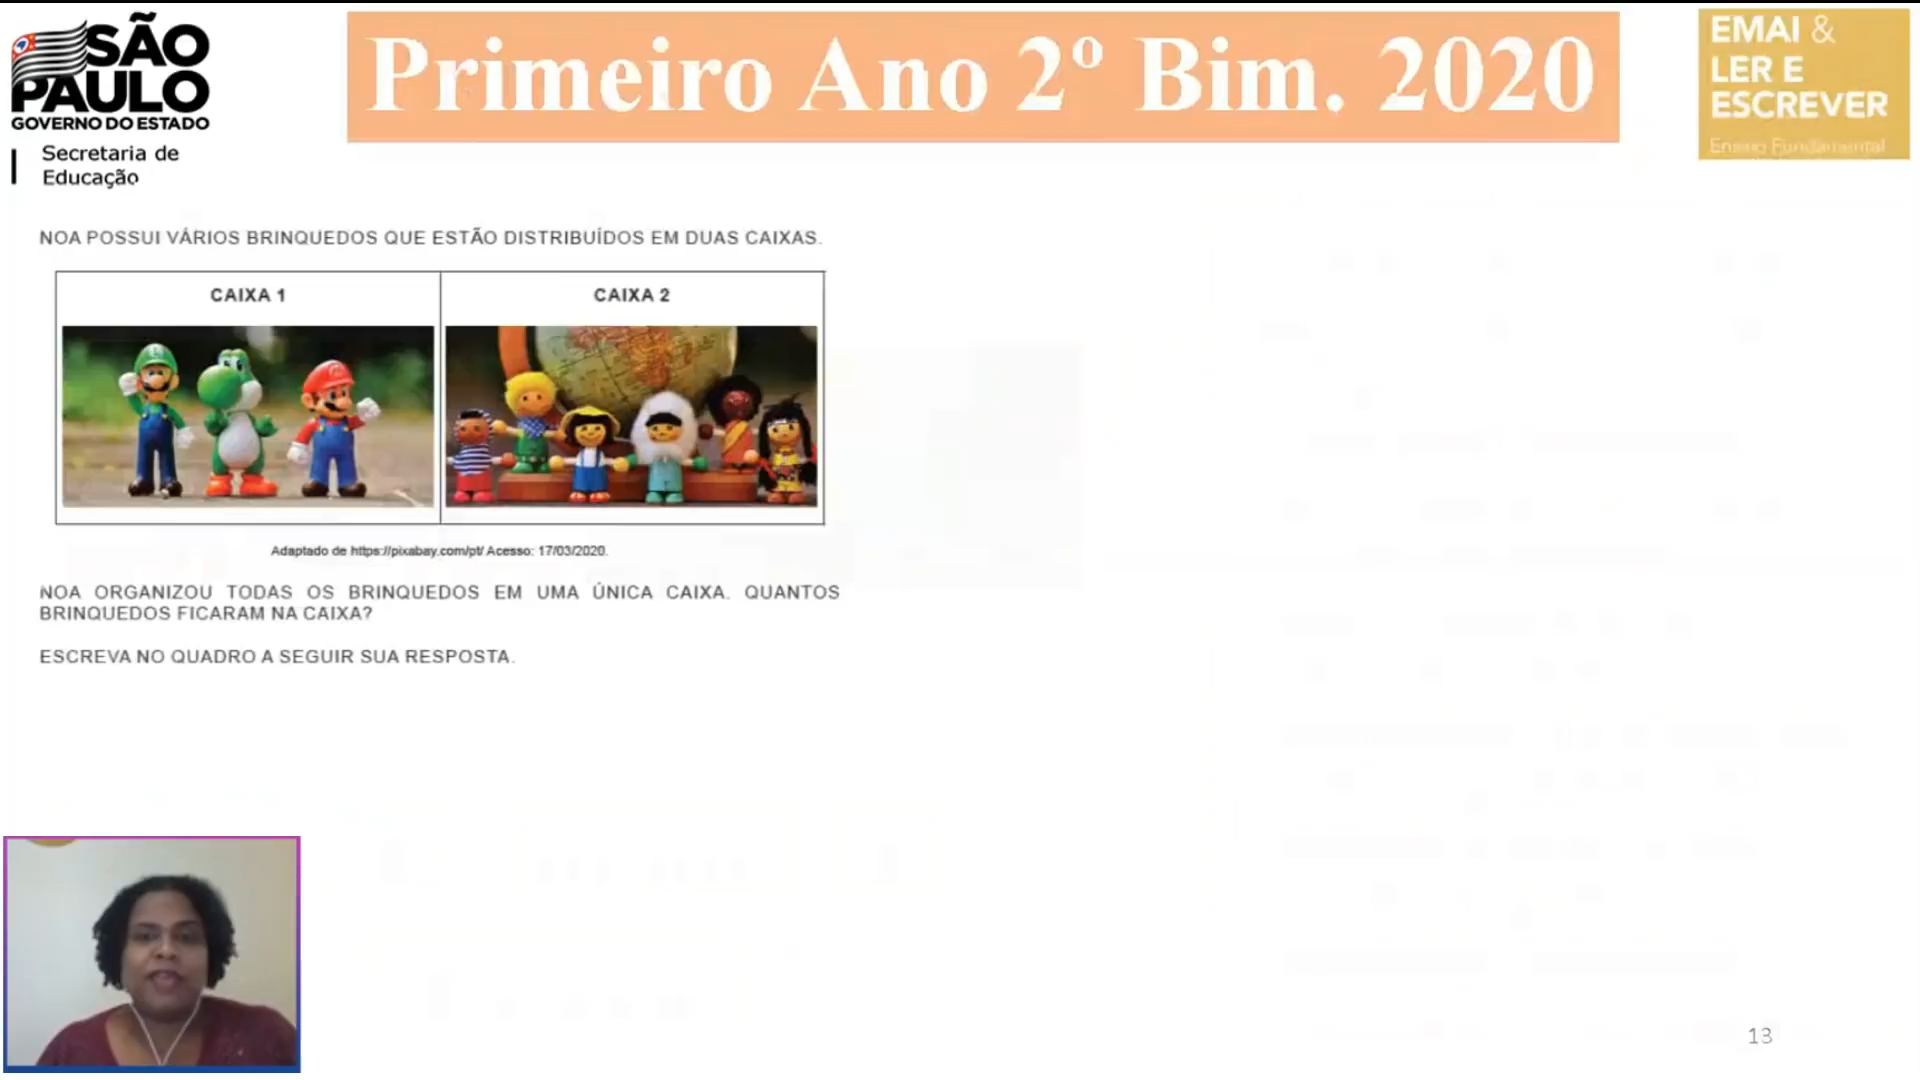 SÃO
PAULO
GOVERNO DO ESTADO
Secretaria de
Educação
Primeiro Ano 2º Bim. 2020
EMAI &
LER E
ESCREVER
Ensino Fundamental
NOA POSSUI VÁRIOS BRINQUEDOS QUE ESTÃO DISTRIBUÍDOS EM DUAS CAIXAS.
CAIXA 1
CAIXA 2
Adaptado de https://pixabay.com/pt/ Acesso: 17/03/2020.
NOA ORGANIZOU TODAS OS BRINQUEDOS EM UMA ÚNICA CAIXA. QUANTOS
BRINQUEDOS FICARAM NA CAIXA?
ESCREVA NO QUADRO A SEGUIR SUA RESPOSTA.
13